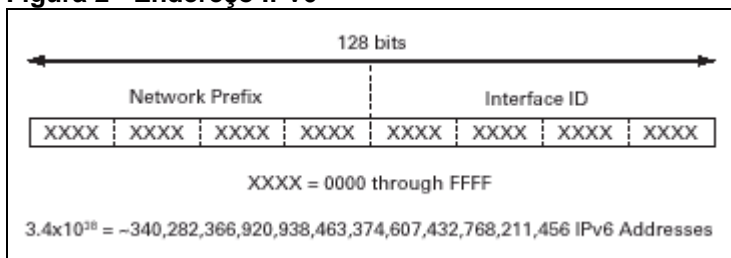 Figura 2 - Endereço IPv6
128 bits
Network Prefix Interface ID
XXXX XXXX XXXX XXXX XXXX XXXX XXXX XXXX
XXXX = 0000 through FFFF
3.4x10³⁸ = ~340,282,366,920,938,463,374,607,432,768,211,456 IPv6 Addresses